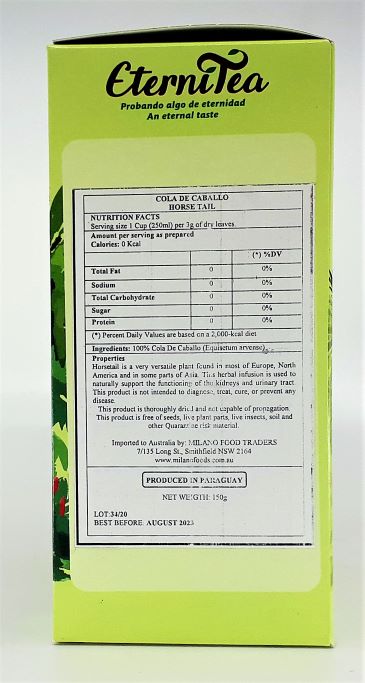 EterniTea
Probando algo de eternidad
An eternal taste
COLA DE CABALLO
HORSE TAIL
NUTRITION FACTS
Serving size 1 Cup (250ml) per 3g of dry leaves
Amount per serving as prepared
Calories: 0 Kcal
(*) %DV
Total Fat 0 0%
Sodium 0 0%
Total Carbohydrate 0 0%
Sugar 0 0%
Protein 0 0%
(*) Percent Daily Values are based on a 2,000-kcal diet
Ingredients: 100% Cola De Caballo (Equisetum arvense)
Properties
Horsetail is a very versatile plant found in most of Europe, North
America and in some parts of Asia. This herbal infusion is used to
naturally support the functioning of the kidneys and urinary tract
This product is not intended to diagnose, treat, cure, or prevent any
disease.
This product is thoroughly dried and not capable of propagation.
This product is free of seeds, live plant parts, live insects, soil and
other Quarantine risk material
Imported to Australia by: MILANO FOOD TRADERS
7/135 Long St., Smithfield NSW 2164
www.milanofoods.com.au
PRODUCED IN PARAGUAY
NET WEIGTH: 150g
LOT:34/20
BEST BEFORE: AUGUST 2023